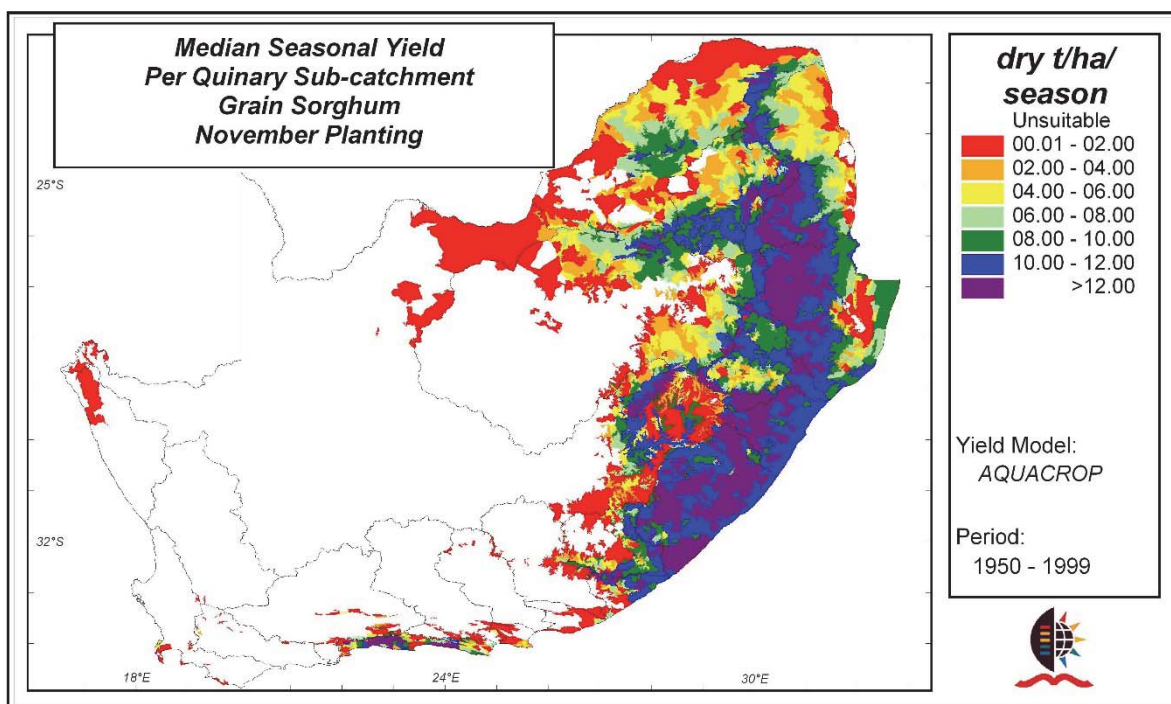 Median Seasonal Yield
Per Quinary Sub-catchment
Grain Sorghum
November Planting
dry t/ha/
season
Unsuitable
00.01 - 02.00
02.00 - 04.00
04.00 - 06.00
06.00 - 08.00
08.00 - 10.00
10.00 - 12.00
>12.00
Yield Model:
AQUACROP
Period:
1950 - 1999
25°S
32°S
18°E
24°E
30°E